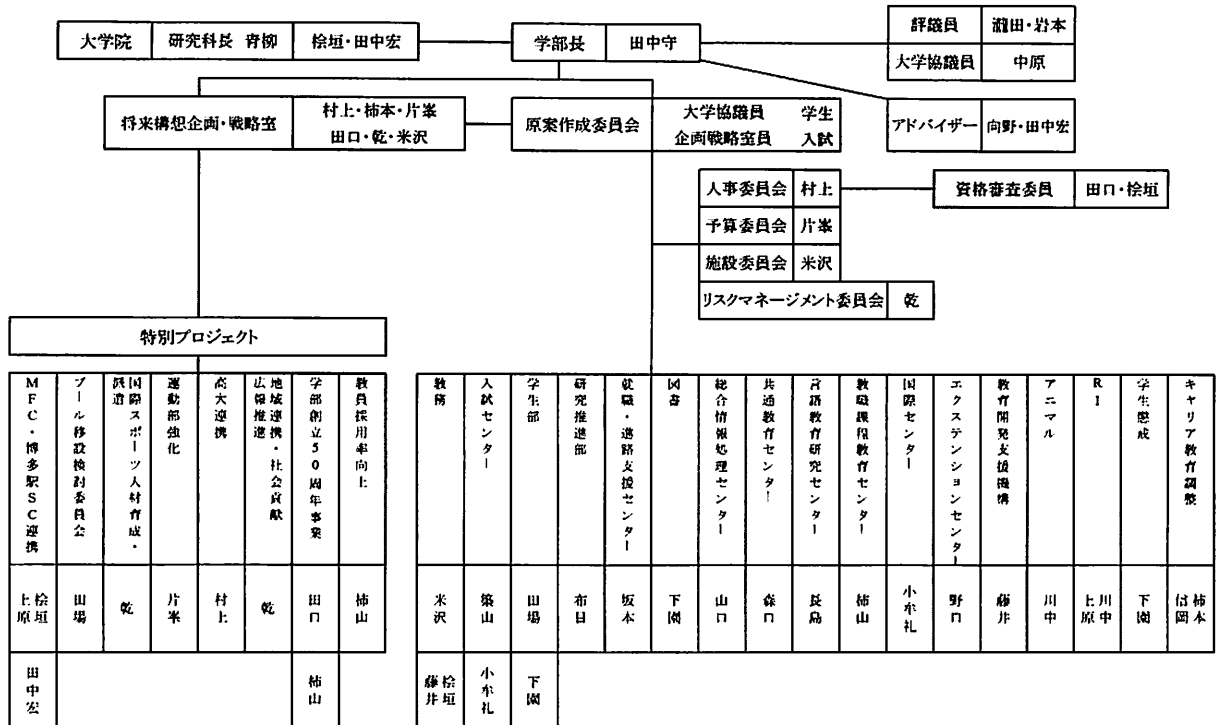 大学院 研究科長 青柳 桧垣・田中宏 学部長 田中守 評議員 瀧田・岩本
大学協議員 中原
将来構想企画・戦略室 村上・柿本・片峯
田口・乾・米沢
原案作成委員会 大学協議員 学生
企画戦略室員 入試
アドバイザー 向野・田中宏
人事委員会 村上 資格審査委員 田口・桧垣
予算委員会 片峯
施設委員会 米沢
リスクマネージメント委員会 乾
特別プロジェクト
MFC・博多駅SC連携 桧垣 上原 田中宏
プール移設検討委員会 田場
国際スポーツ人材育成・派遣 乾
運動部強化 片峯
高大連携 村上
地域連携・社会貢献 広報推進 乾
学部創立50周年事業 田口 柿山
教員採用率向上 柿山
教務 米沢 桧垣 藤井
入試センター 築山 小牟礼
学生部 田場 下園
研究推進部 布目
就職・進路支援センター 坂本
図書 下園
総合情報処理センター 山口
共通教育センター 森口
言語教育研究センター 長島
教職課程教育センター 柿山
国際センター 小牟礼
エクステンションセンター 野口
教育開発支援機構 藤井
アニマル 川中
RI 川中 上原
学生懇成 下園
キャリア教育調整 柿本 信岡